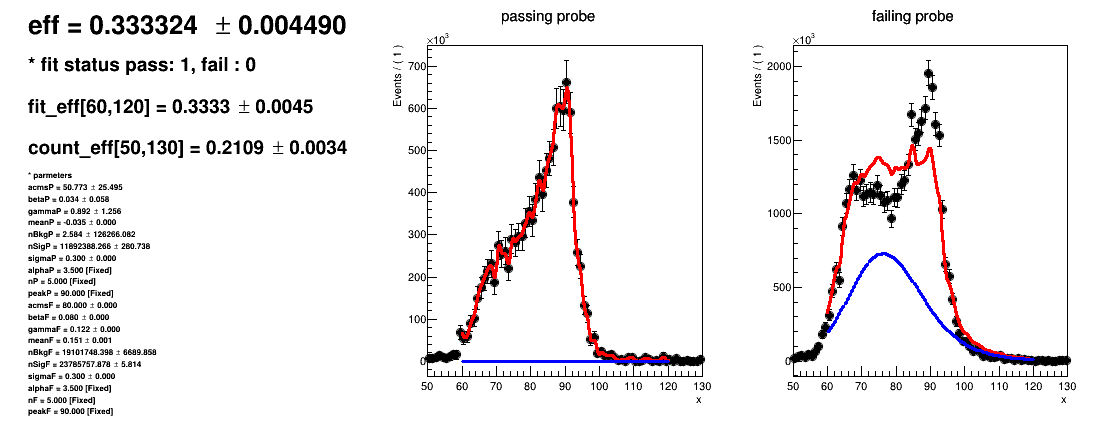 eff = 0.333324 ± 0.004490
* fit status pass: 1, fail : 0
fit_eff[60,120] = 0.3333 ± 0.0045
count_eff[50,130] = 0.2109 ± 0.0034
* parmeters
acmsP = 50.773 ± 25.495
betaP = 0.034 ± 0.058
gammaP = 0.892 ± 1.256
meanP = -0.035 ± 0.000
nBkgP = 2.584 ± 126266.082
nSigP = 11892388.266 ± 280.738
sigmaP = 0.300 ± 0.000
alphaP = 3.500 [Fixed]
nP = 5.000 [Fixed]
peakP = 90.000 [Fixed]
acmsF = 80.000 ± 0.000
betaF = 0.080 ± 0.000
gammaF = 0.122 ± 0.000
meanF = 0.151 ± 0.001
nBkgF = 19101748.398 ± 6689.858
nSigF = 23785757.878 ± 5.814
sigmaF = 0.300 ± 0.000
alphaF = 3.500 [Fixed]
nF = 5.000 [Fixed]
peakF = 90.000 [Fixed]
passing probe
×10³
Events / ( 1 )
700
600
500
400
300
200
100
0
50 60 70 80 90 100 110 120 130
x
failing probe
×10³
Events / ( 1 )
2000
1500
1000
500
0
50 60 70 80 90 100 110 120 130
x